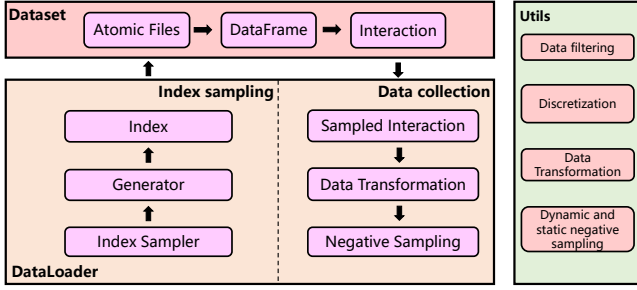 Dataset
Atomic Files
DataFrame
Interaction
Index sampling
Data collection
Index
Sampled Interaction
Generator
Data Transformation
Index Sampler
Negative Sampling
DataLoader
Utils
Data filtering
Discretization
Data
Transformation
Dynamic and
static negative
sampling